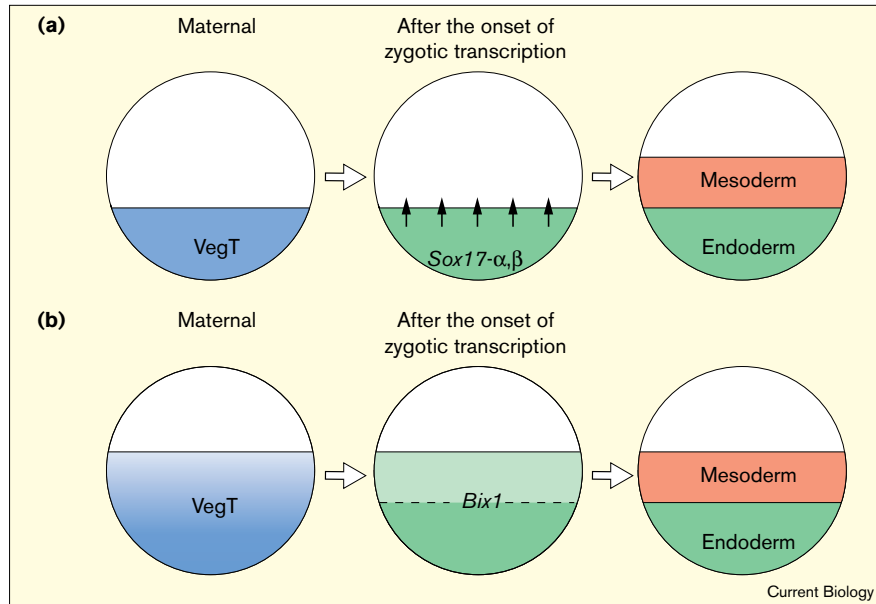 (a)
Maternal
After the onset of
zygotic transcription
VegT
Sox17-α,β
Mesoderm
Endoderm
(b)
Maternal
After the onset of
zygotic transcription
VegT
Bix1
Mesoderm
Endoderm
Current Biology